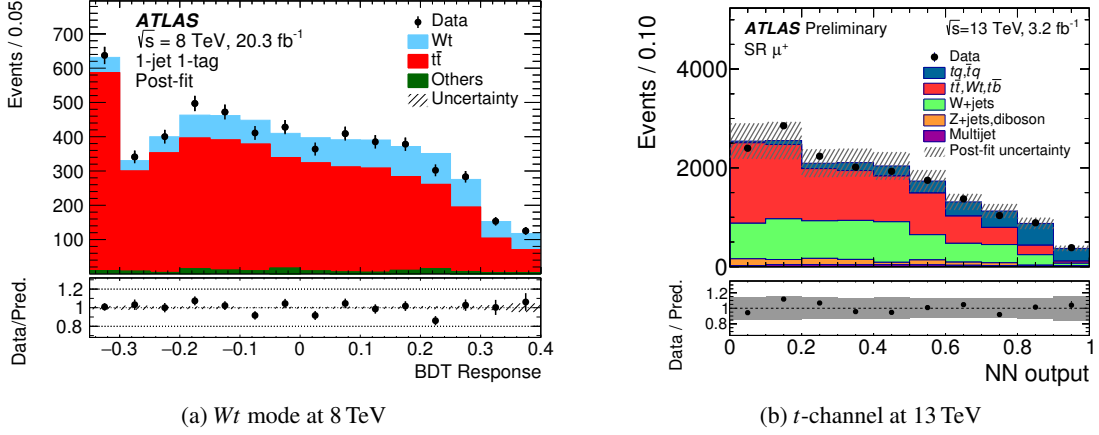 Events / 0.05
700
600
500
400
300
200
100
ATLAS
√s = 8 TeV, 20.3 fb⁻¹
1-jet 1-tag
Post-fit
Data
Wt
tt̄
Others
Uncertainty
Data/Pred.
1.2
1
0.8
−0.3 −0.2 −0.1 0 0.1 0.2 0.3 0.4
BDT Response
(a) Wt mode at 8 TeV
Events / 0.10
4000
2000
0
ATLAS Preliminary
SR μ⁺
√s=13 TeV, 3.2 fb⁻¹
Data
tq,t̄q
tt̄,Wt,tb̄
W+jets
Z+jets,diboson
Multijet
Post-fit uncertainty
Data / Pred.
1.2
1
0.8
0 0.2 0.4 0.6 0.8 1
NN output
(b) t-channel at 13 TeV